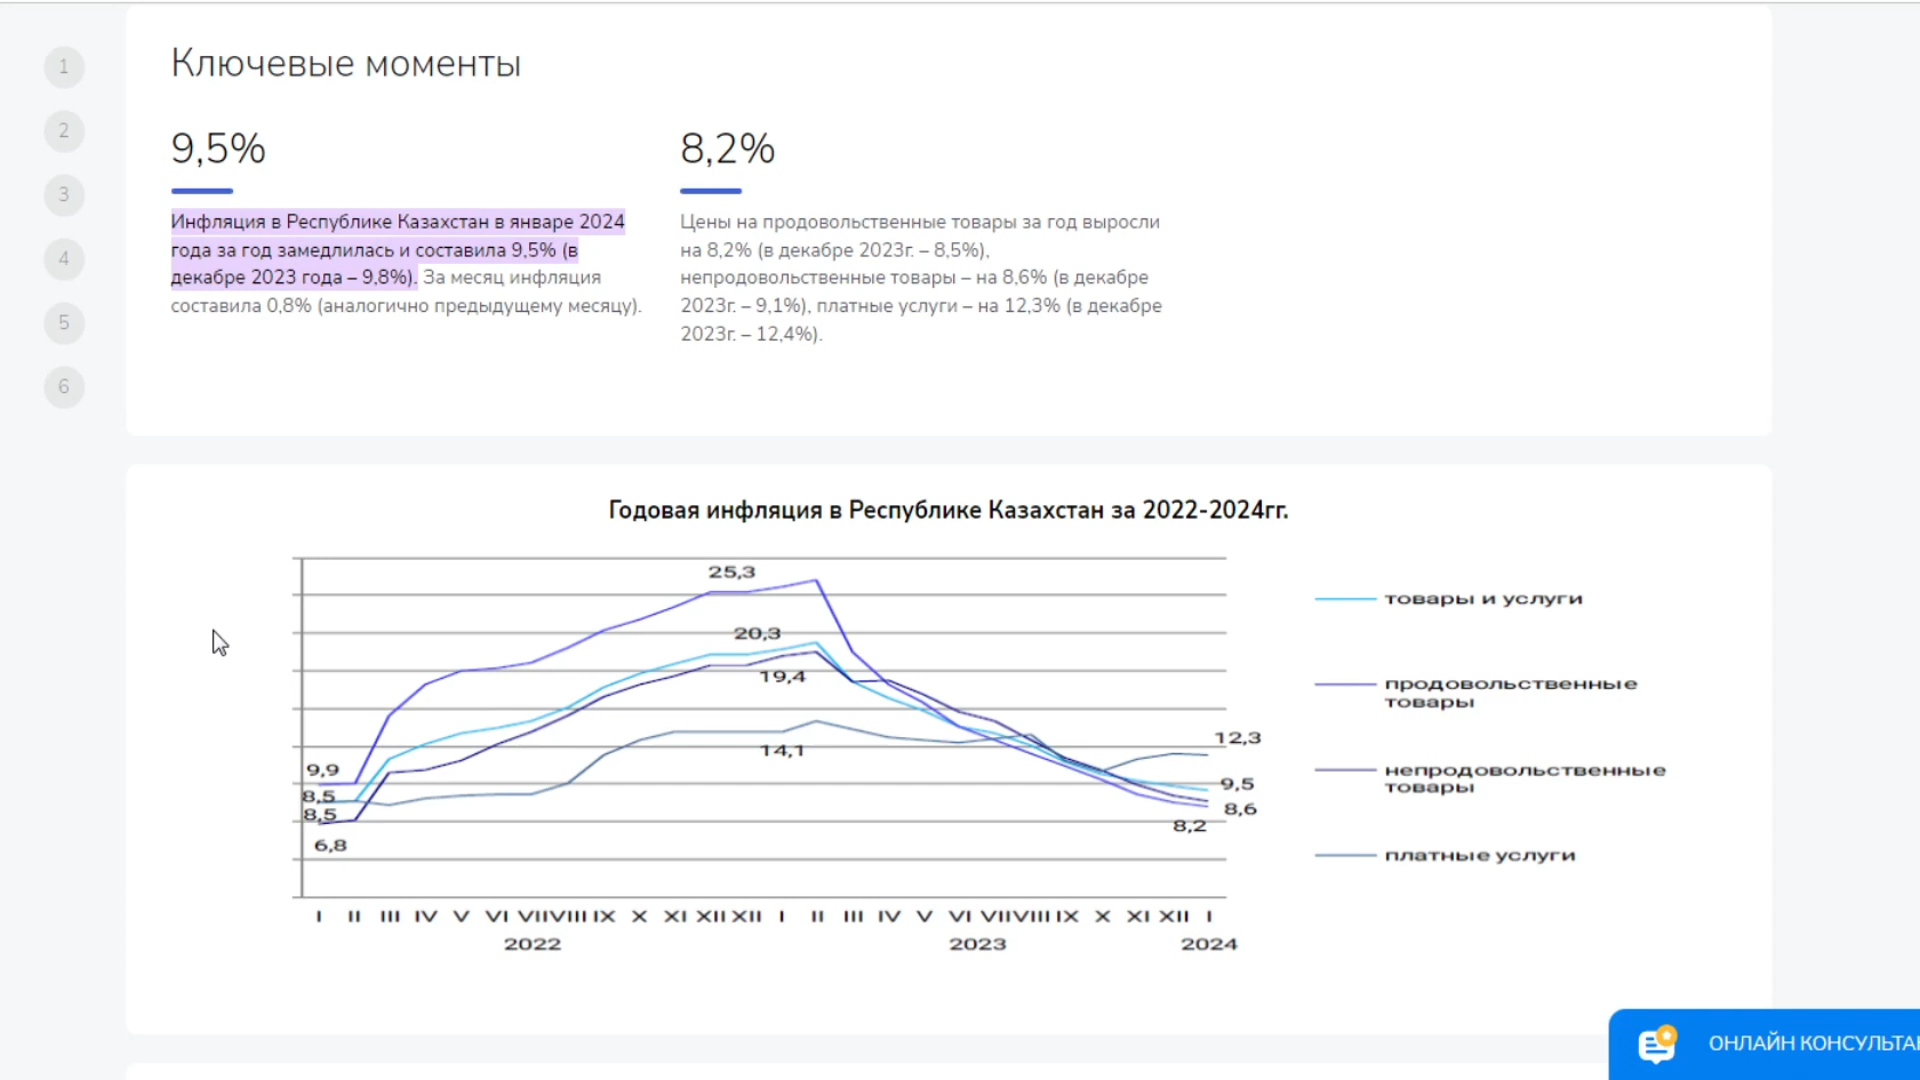 1
2
3
4
5
6
Ключевые моменты
9,5%
Инфляция в Республике Казахстан в январе 2024
года за год замедлилась и составила 9,5% (в
декабре 2023 года – 9,8%). За месяц инфляция
составила 0,8% (аналогично предыдущему месяцу).
8,2%
Цены на продовольственные товары за год выросли
на 8,2% (в декабре 2023г. – 8,5%),
непродовольственные товары – на 8,6% (в декабре
2023г. – 9,1%), платные услуги – на 12,3% (в декабре
2023г. – 12,4%).
Годовая инфляция в Республике Казахстан за 2022-2024гг.
25,3
20,3
19,4
14,1
9,9
8,5
8,5
6,8
12,3
9,5
8,6
8,2
I II III IV V VI VII VIII IX X XI XII XII I II III IV V VI VII VIII IX X XI XII I
2022 2023 2024
товары и услуги
продовольственные
товары
непродовольственные
товары
платные услуги
ОНЛАЙН КОНСУЛЬТАН